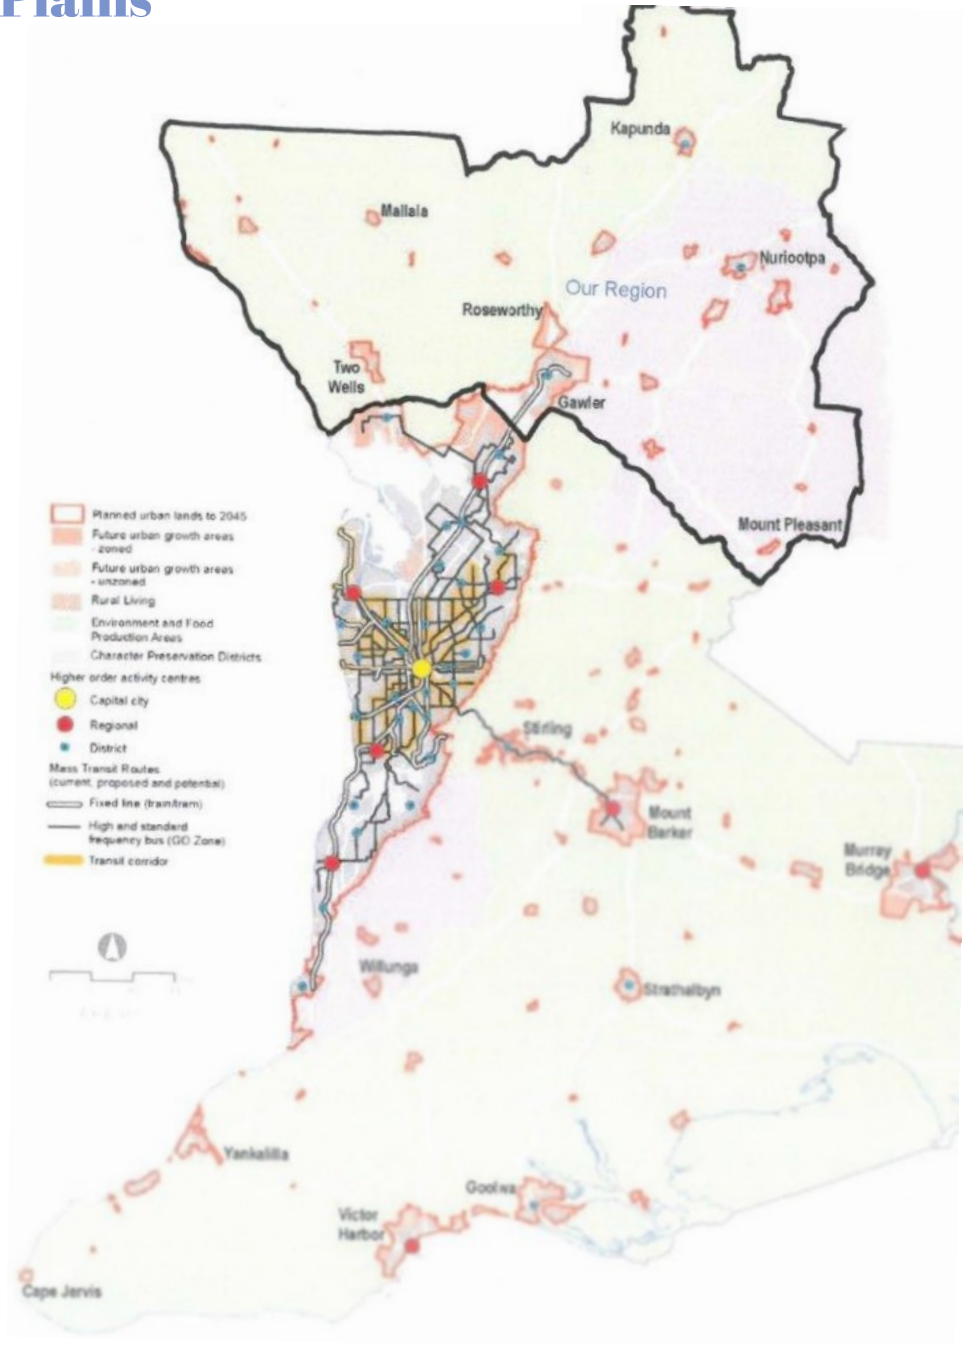 Plains
Kapunda
Mallala
Nuriootpa
Our Region
Roseworthy
Two
Wells
Gawler
Mount Pleasant
Planned urban lands to 2045
Future urban growth areas
- zoned
Future urban growth areas
- unzoned
Rural Living
Environment and Food
Production Areas
Character Preservation Districts
Higher order activity centres
Capital city
Regional
District
Mass Transit Routes
(current, proposed and potential)
Fixed line (train/tram)
High and standard
frequency bus (GO Zone)
Transit corridor
Stirling
Mount
Barker
Murray
Bridge
Willunga
Strathalbyn
Yankalilla
Goolwa
Victor
Harbor
Cape Jervis